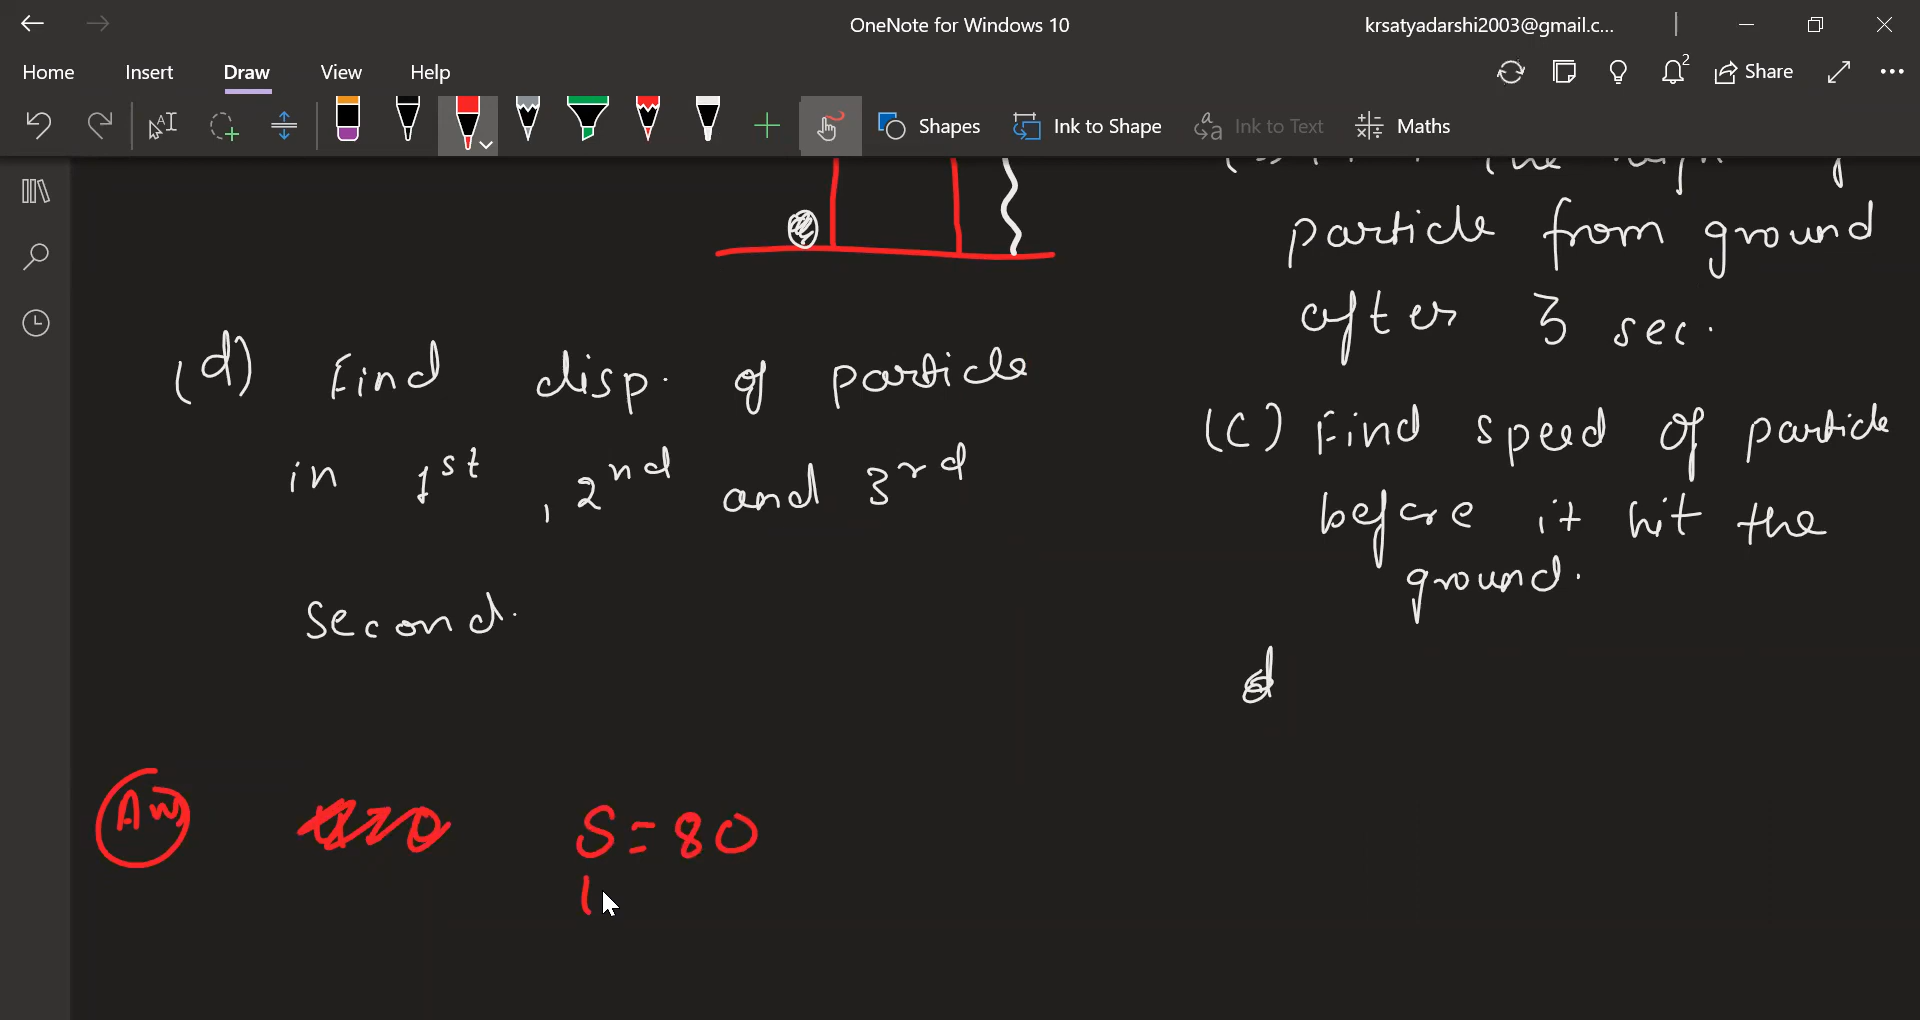 OneNote for Windows 10
krsatyadarshi2003@gmail.c...
Home Insert Draw View Help
2
Share
Shapes
Ink to Shape
Ink to Text
Maths
the
particle from ground
after 3 sec.
(d) Find disp. of particle
in 1st, 2nd and 3rd
second.
(C) Find speed of particle
before it hit the
ground.
d
S = 80